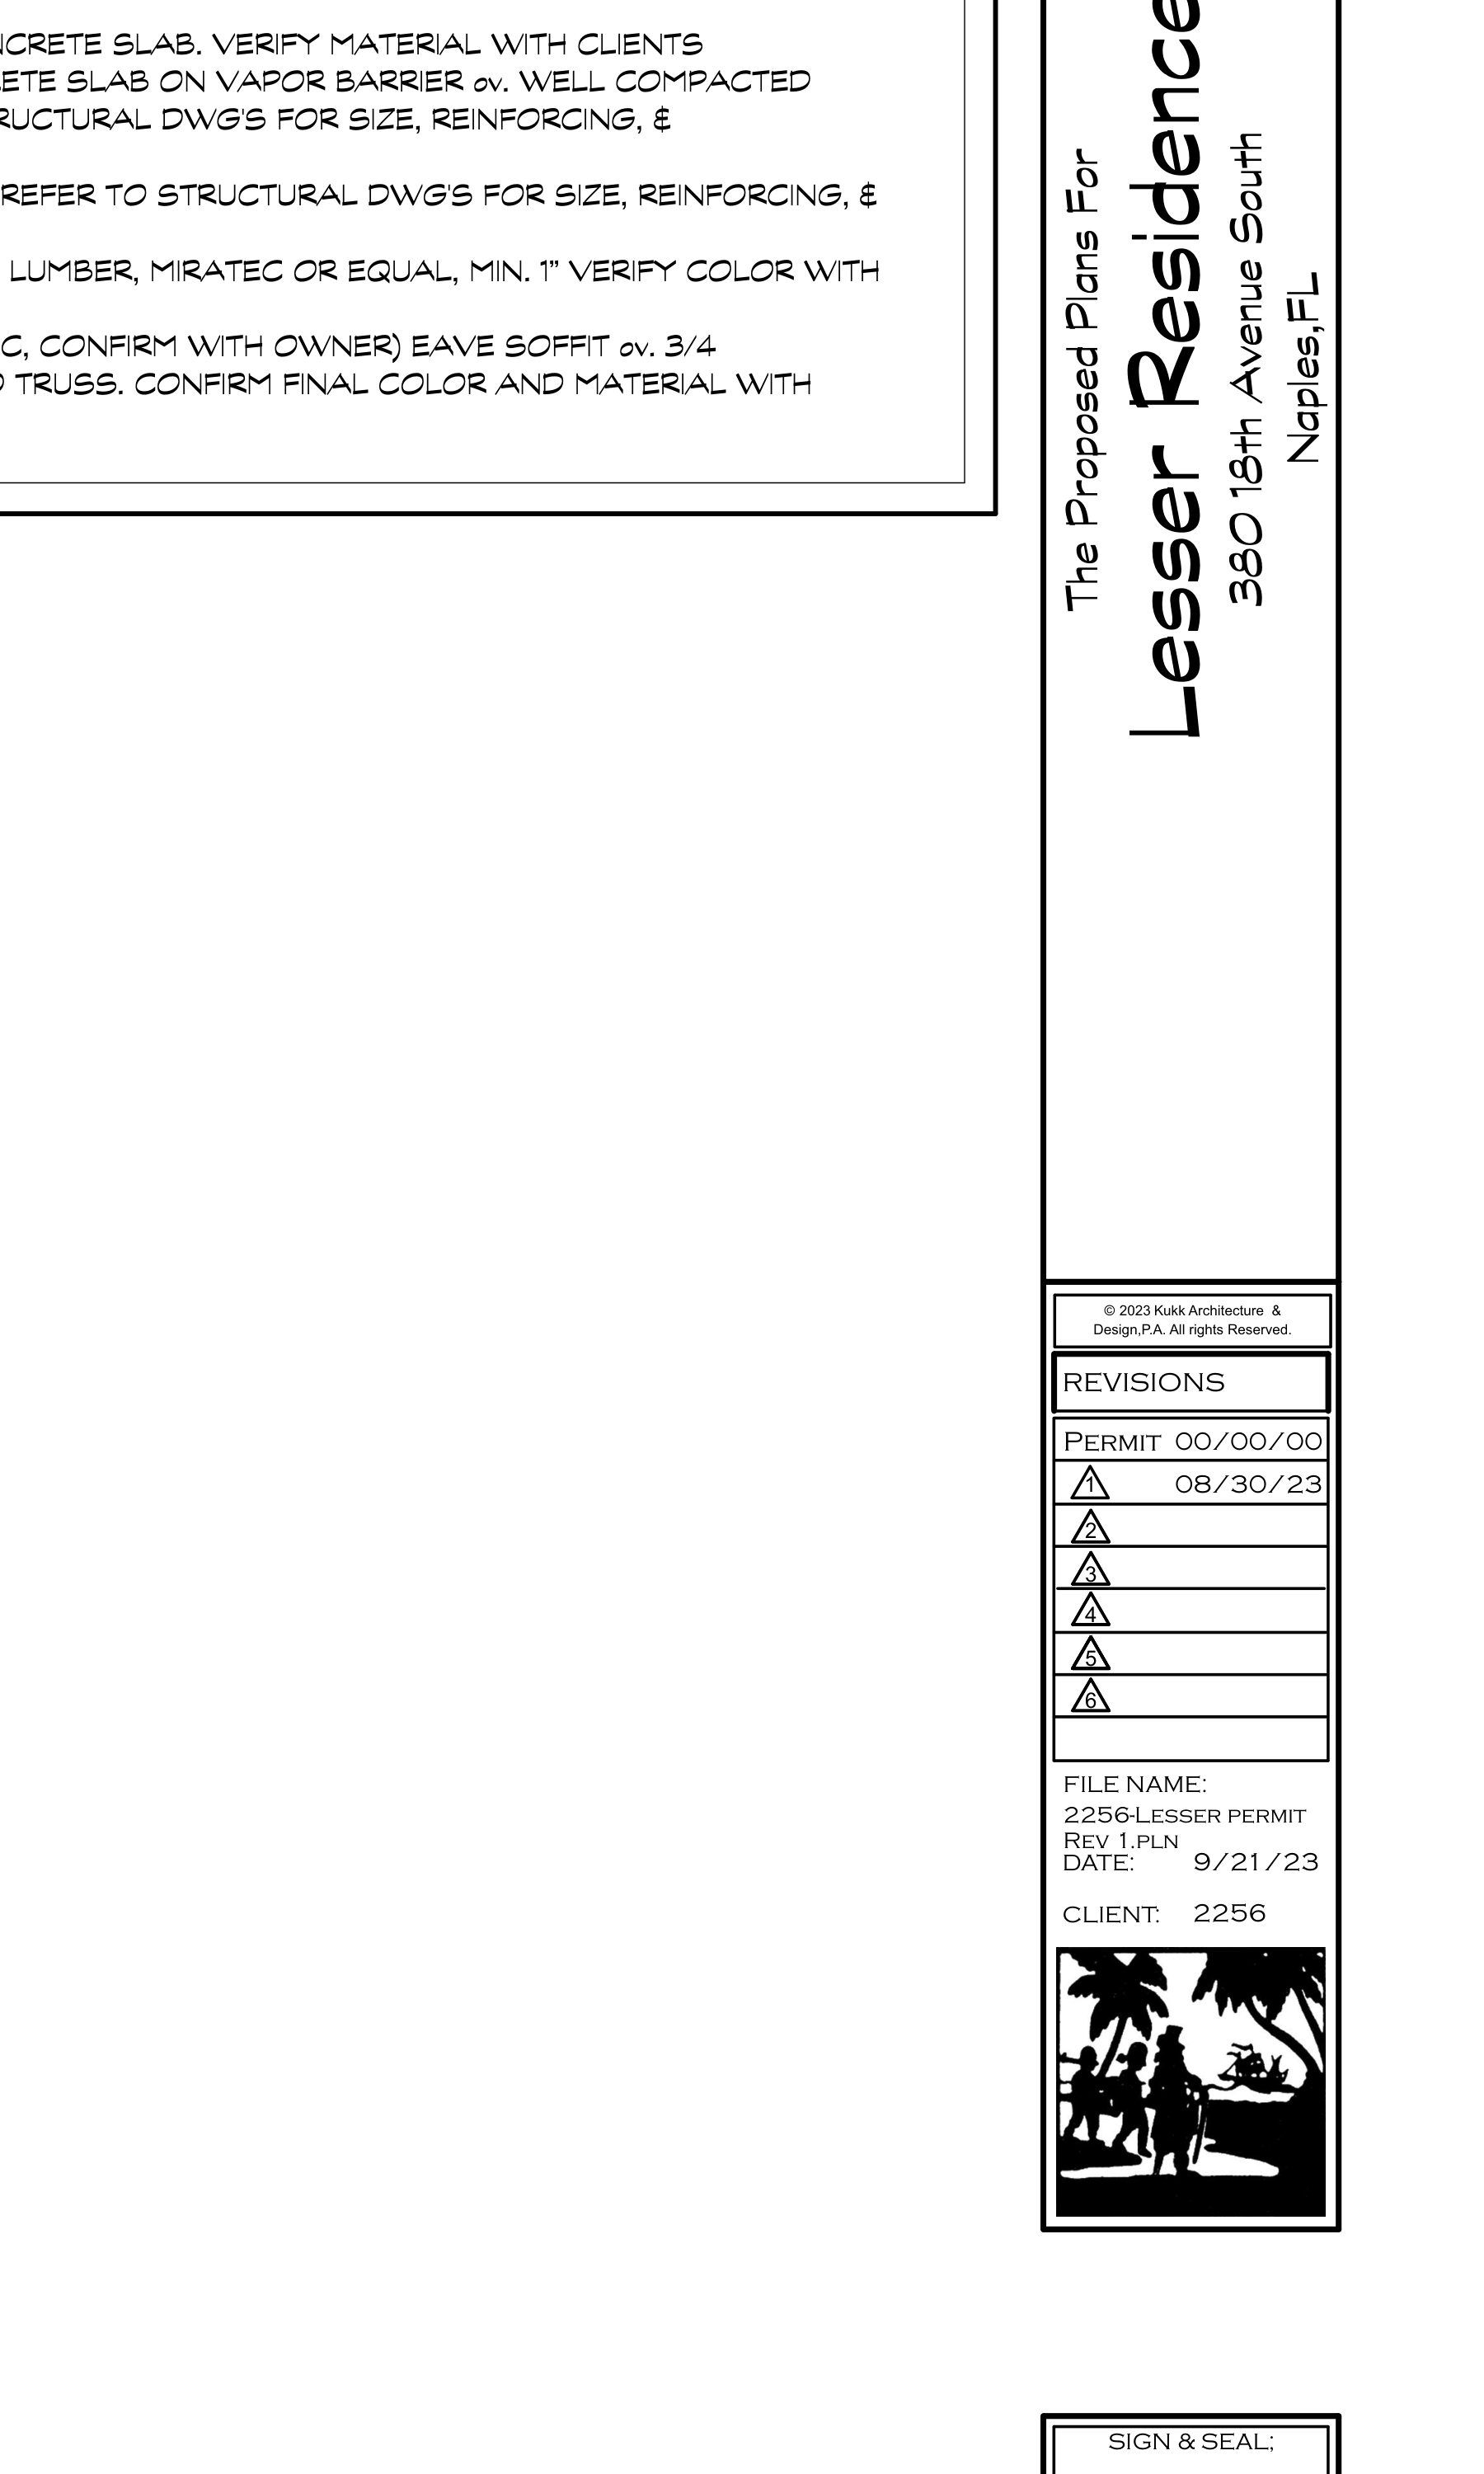 CRETE SLAB. VERIFY MATERIAL WITH CLIENTS
ETE SLAB ON VAPOR BARRIER ov. WELL COMPACTED
RUCTURAL DWG'S FOR SIZE, REINFORCING, &
REFER TO STRUCTURAL DWG'S FOR SIZE, REINFORCING, &
LUMBER, MIRATEC OR EQUAL, MIN. 1" VERIFY COLOR WITH
C, CONFIRM WITH OWNER) EAVE SOFFIT ov. 3/4
TRUSS. CONFIRM FINAL COLOR AND MATERIAL WITH
The Proposed Plans For
Lesser Residence
380 18th Avenue South
Naples,FL
© 2023 Kukk Architecture &
Design,P.A. All rights Reserved.
REVISIONS
PERMIT 00/00/00
1 08/30/23
2
3
4
5
6
FILE NAME:
2256-LESSER PERMIT
REV 1.PLN
DATE: 9/21/23
CLIENT: 2256
SIGN & SEAL;